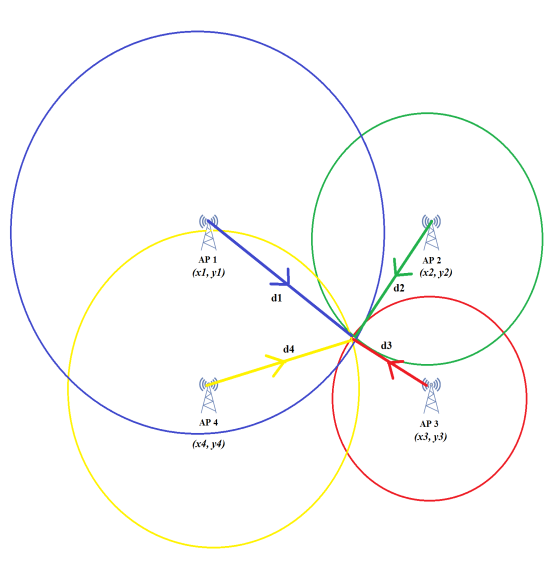 AP 1
(x1, y1)
AP 2
(x2, y2)
d1
d2
d3
d4
AP 3
(x3, y3)
AP 4
(x4, y4)